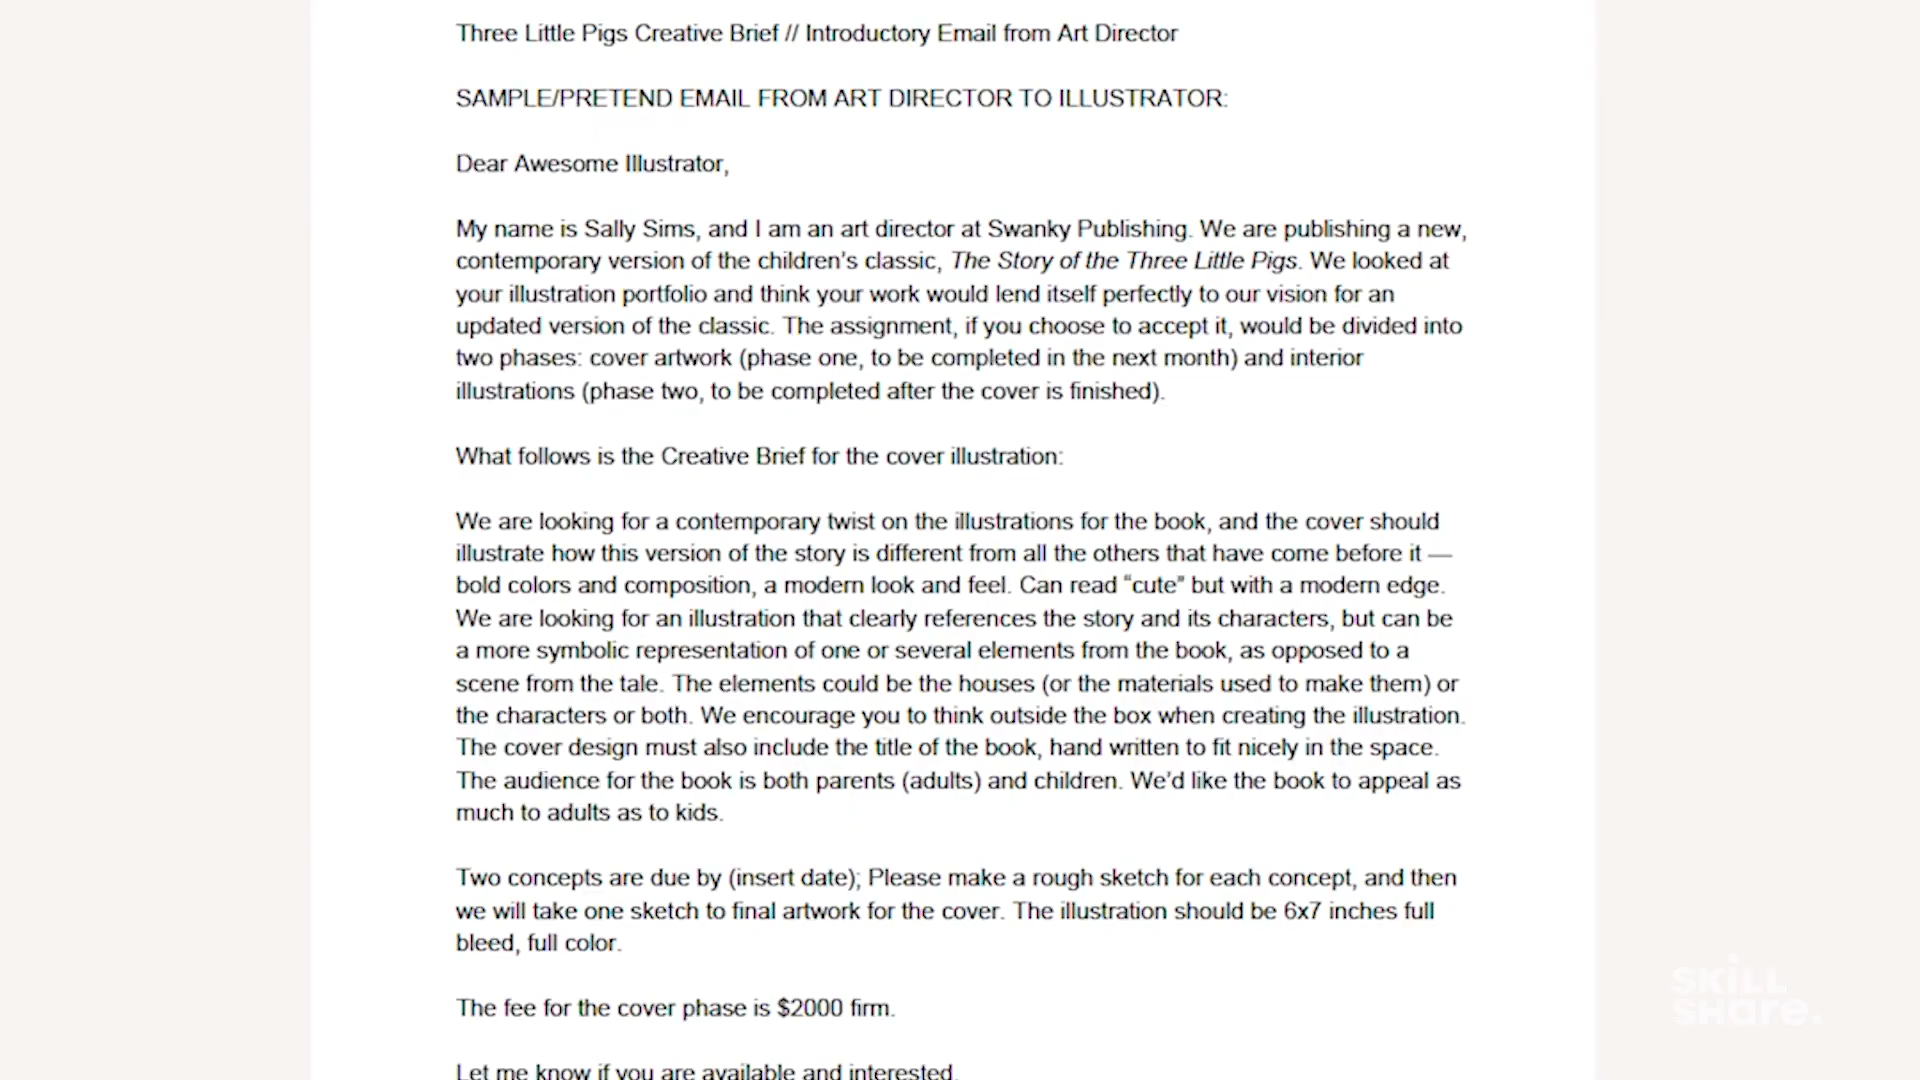 Three Little Pigs Creative Brief // Introductory Email from Art Director
SAMPLE/PRETEND EMAIL FROM ART DIRECTOR TO ILLUSTRATOR:
Dear Awesome Illustrator,
My name is Sally Sims, and I am an art director at Swanky Publishing. We are publishing a new,
contemporary version of the children's classic, The Story of the Three Little Pigs. We looked at
your illustration portfolio and think your work would lend itself perfectly to our vision for an
updated version of the classic. The assignment, if you choose to accept it, would be divided into
two phases: cover artwork (phase one, to be completed in the next month) and interior
illustrations (phase two, to be completed after the cover is finished).
What follows is the Creative Brief for the cover illustration:
We are looking for a contemporary twist on the illustrations for the book, and the cover should
illustrate how this version of the story is different from all the others that have come before it —
bold colors and composition, a modern look and feel. Can read “cute” but with a modern edge.
We are looking for an illustration that clearly references the story and its characters, but can be
a more symbolic representation of one or several elements from the book, as opposed to a
scene from the tale. The elements could be the houses (or the materials used to make them) or
the characters or both. We encourage you to think outside the box when creating the illustration.
The cover design must also include the title of the book, hand written to fit nicely in the space.
The audience for the book is both parents (adults) and children. We'd like the book to appeal as
much to adults as to kids.
Two concepts are due by (insert date); Please make a rough sketch for each concept, and then
we will take one sketch to final artwork for the cover. The illustration should be 6x7 inches full
bleed, full color.
The fee for the cover phase is $2000 firm.
Let me know if you are available and interested.
SKiLL
SHare.